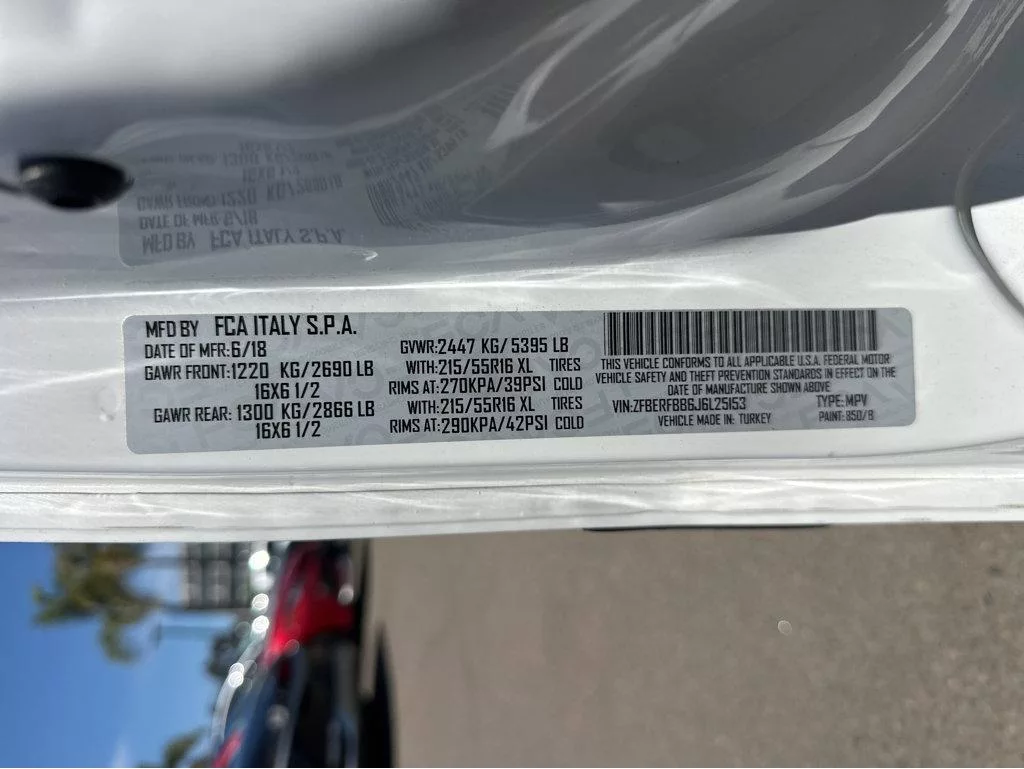 MFD BY FCA ITALY S.P.A.
DATE OF MFR:6/18
GAWR FRONT:1220 KG/2690 LB
16X6 1/2
GAWR REAR: 1300 KG/2866 LB
16X6 1/2
GVWR:2447 KG/ 5395 LB
WITH:215/55R16 XL TIRES
RIMS AT:270KPA/39PSI COLD
WITH:215/55R16 XL TIRES
RIMS AT:290KPA/42PSI COLD
THIS VEHICLE CONFORMS TO ALL APPLICABLE U.S.A. FEDERAL MOTOR
VEHICLE SAFETY AND THEFT PREVENTION STANDARDS IN EFFECT ON THE
DATE OF MANUFACTURE SHOWN ABOVE
VIN:ZFBERFBB6J6L25153 TYPE:MPV
VEHICLE MADE IN: TURKEY PAINT: 850/B